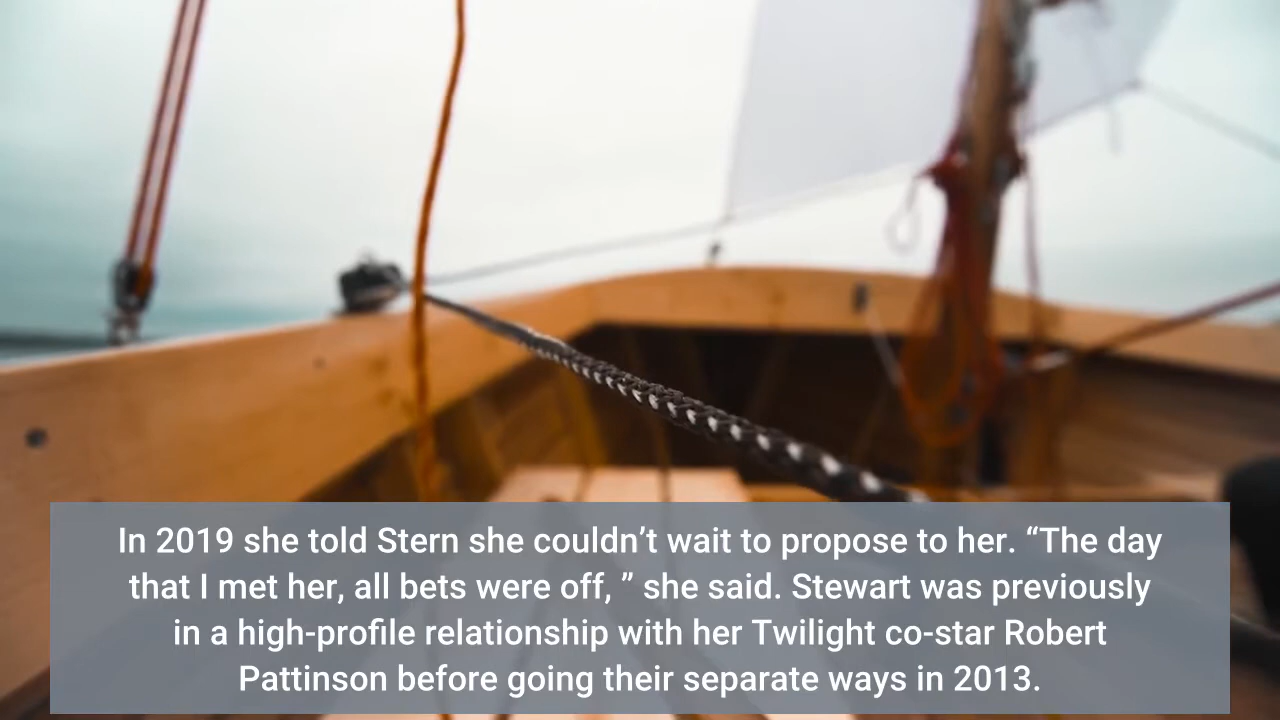 In 2019 she told Stern she couldn’t wait to propose to her. “The day
that I met her, all bets were off, ” she said. Stewart was previously
in a high-profile relationship with her Twilight co-star Robert
Pattinson before going their separate ways in 2013.